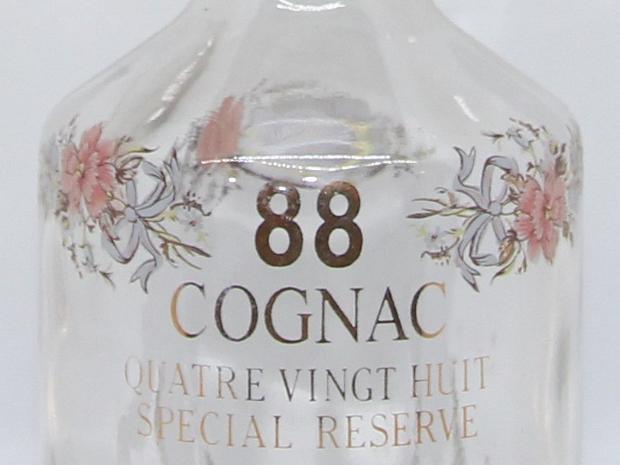 88
COGNAC
QUATRE VINGT HUIT
SPECIAL RESERVE